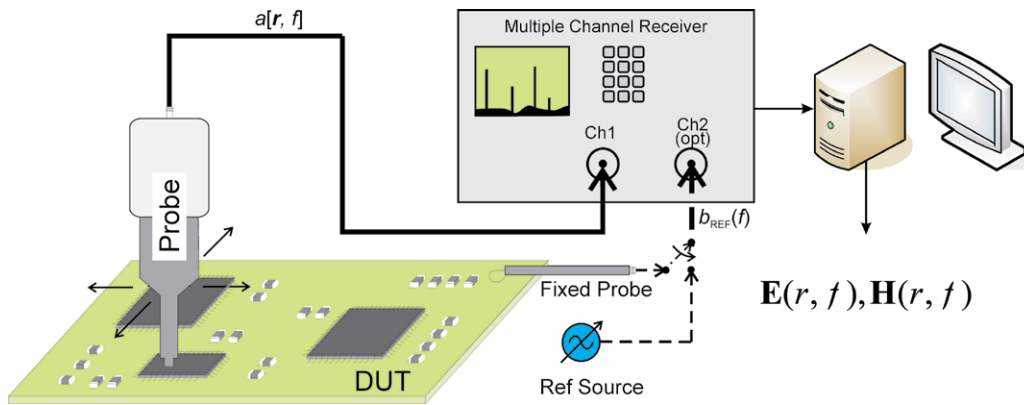 a[r, f]
Multiple Channel Receiver
Ch1
Ch2
(opt)
Probe
b_REF(f)
Fixed Probe
E(r, f), H(r, f)
DUT
Ref Source